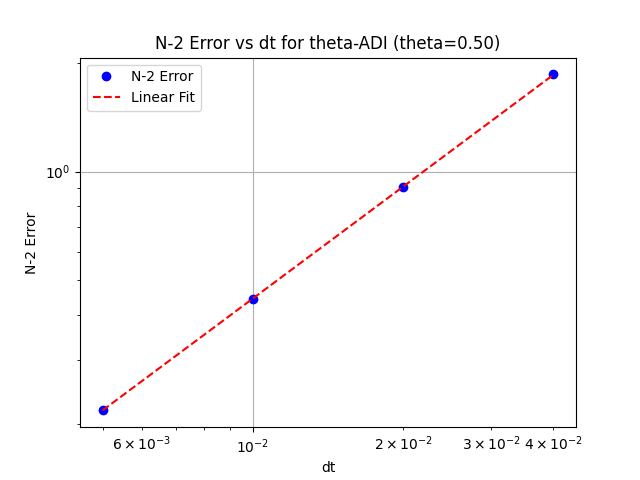 N-2 Error vs dt for theta-ADI (theta=0.50)
N-2 Error
Linear Fit
10⁰
N-2 Error
6 × 10⁻³
10⁻²
2 × 10⁻²
3 × 10⁻²
4 × 10⁻²
dt